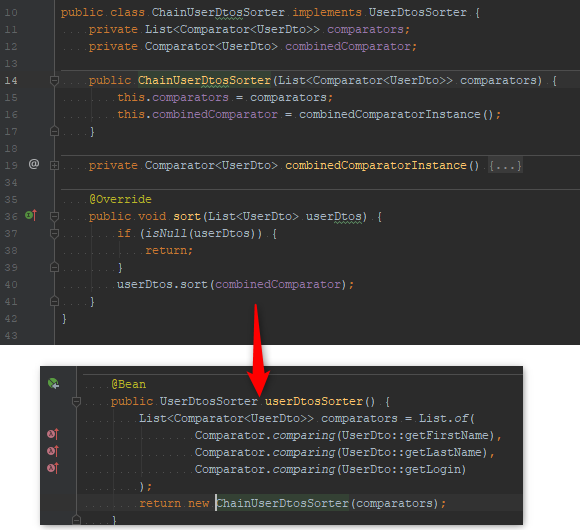 10 public class ChainUserDtosSorter implements UserDtosSorter {
11 private List<Comparator<UserDto>> comparators;
12 private Comparator<UserDto> combinedComparator;
13
14 public ChainUserDtosSorter(List<Comparator<UserDto>> comparators) {
15 this.comparators = comparators;
16 this.combinedComparator = combinedComparatorInstance();
17 }
18
19 @ private Comparator<UserDto> combinedComparatorInstance() {...}
34
35 @Override
36 public void sort(List<UserDto> userDtos) {
37 if (isNull(userDtos)) {
38 return;
39 }
40 userDtos.sort(combinedComparator);
41 }
42 }
43
@Bean
public UserDtosSorter userDtosSorter() {
List<Comparator<UserDto>> comparators = List.of(
Comparator.comparing(UserDto::getFirstName),
Comparator.comparing(UserDto::getLastName),
Comparator.comparing(UserDto::getLogin)
);
return new ChainUserDtosSorter(comparators);
}